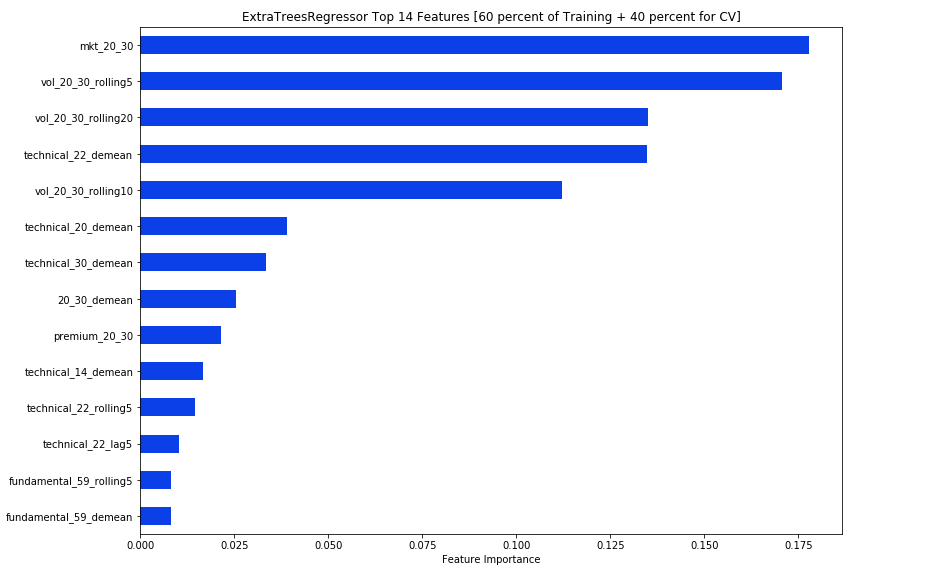 ExtraTreesRegressor Top 14 Features [60 percent of Training + 40 percent for CV]
mkt_20_30
vol_20_30_rolling5
vol_20_30_rolling20
technical_22_demean
vol_20_30_rolling10
technical_20_demean
technical_30_demean
20_30_demean
premium_20_30
technical_14_demean
technical_22_rolling5
technical_22_lag5
fundamental_59_rolling5
fundamental_59_demean
0.000 0.025 0.050 0.075 0.100 0.125 0.150 0.175
Feature Importance